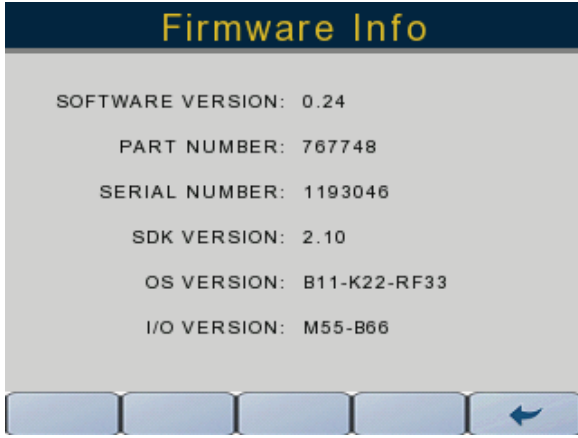 Firmware Info
SOFTWARE VERSION: 0.24
PART NUMBER: 767748
SERIAL NUMBER: 1193046
SDK VERSION: 2.10
OS VERSION: B11-K22-RF33
I/O VERSION: M55-B66